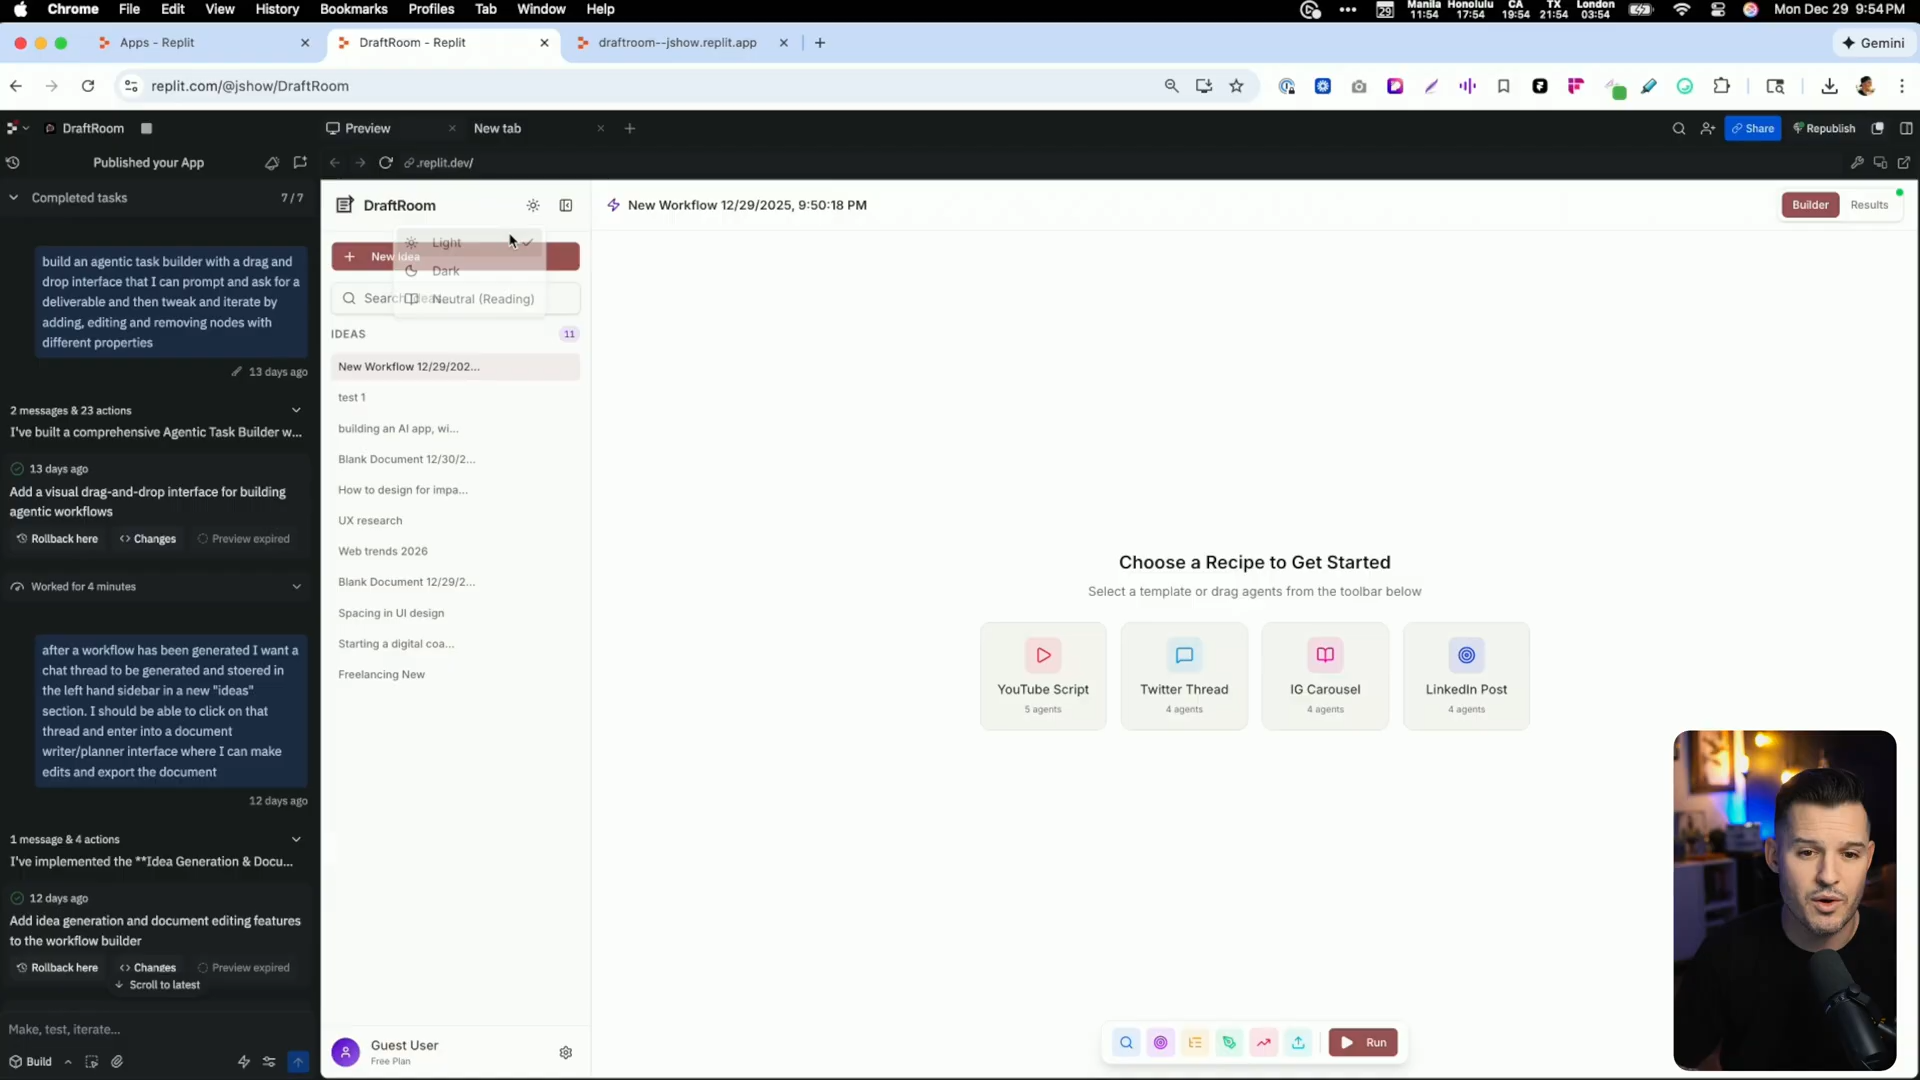 Chrome File Edit View History Bookmarks Profiles Tab Window Help
29
Manila 11:54
Honolulu 17:54
CA 19:54
TX 21:54
London 03:54
Mon Dec 29 9:54 PM
Apps - Replit
DraftRoom - Replit
draftroom--jshow.replit.app
Gemini
replit.com/@jshow/DraftRoom
DraftRoom
Preview
New tab
Share
Republish
Published your App
.replit.dev/
Completed tasks
7 / 7
build an agentic task builder with a drag and
drop interface that I can prompt and ask for a
deliverable and then tweak and iterate by
adding, editing and removing nodes with
different properties
13 days ago
2 messages & 23 actions
I've built a comprehensive Agentic Task Builder w...
13 days ago
Add a visual drag-and-drop interface for building
agentic workflows
Rollback here
Changes
Preview expired
Worked for 4 minutes
after a workflow has been generated I want a
chat thread to be generated and stoered in
the left hand sidebar in a new "ideas"
section. I should be able to click on that
thread and enter into a document
writer/planner interface where I can make
edits and export the document
12 days ago
1 message & 4 actions
I've implemented the **Idea Generation & Docu...
12 days ago
Add idea generation and document editing features
to the workflow builder
Rollback here
Changes
Preview expired
Scroll to latest
Make, test, iterate...
Build
DraftRoom
Light
New Idea
Dark
Neutral (Reading)
IDEAS
11
New Workflow 12/29/202...
test 1
building an AI app, wi...
Blank Document 12/30/2...
How to design for impa...
UX research
Web trends 2026
Blank Document 12/29/2...
Spacing in UI design
Starting a digital coa...
Freelancing New
Guest User
Free Plan
New Workflow 12/29/2025, 9:50:18 PM
Builder
Results
Choose a Recipe to Get Started
Select a template or drag agents from the toolbar below
YouTube Script
5 agents
Twitter Thread
4 agents
IG Carousel
4 agents
LinkedIn Post
4 agents
Run